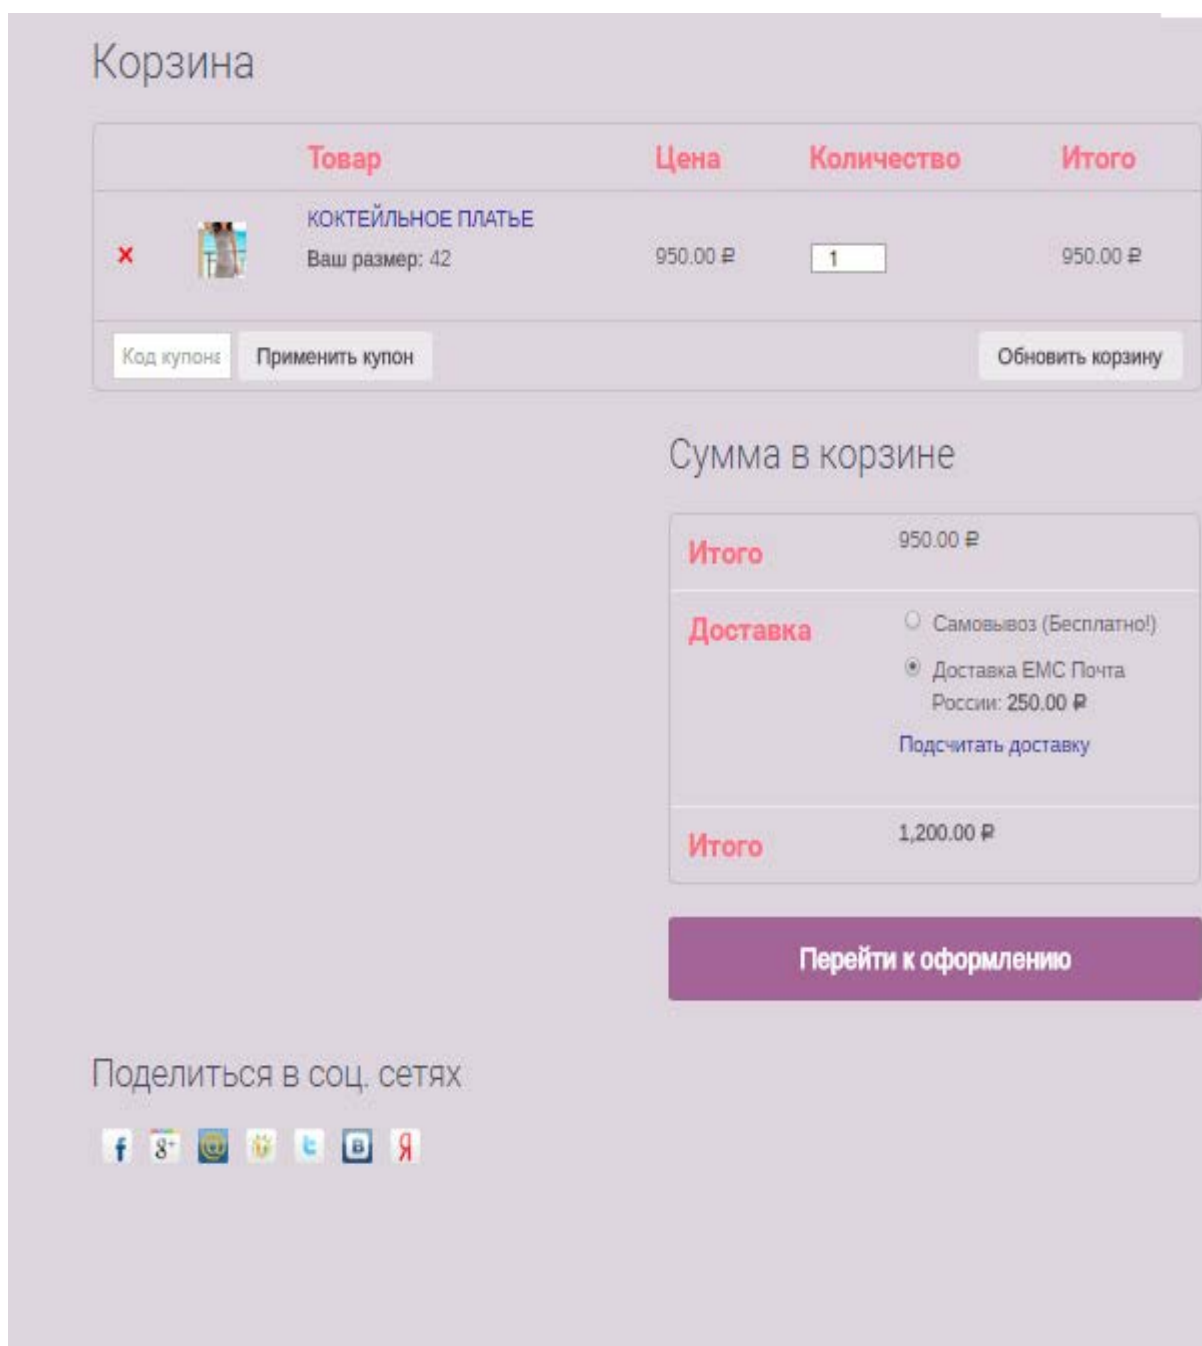 Корзина
Товар Цена Количество Итого
КОКТЕЙЛЬНОЕ ПЛАТЬЕ
Ваш размер: 42 950.00 ₽ 1 950.00 ₽
Код купона Применить купон Обновить корзину
Сумма в корзине
Итого 950.00 ₽
Доставка Самовывоз (Бесплатно!)
Доставка ЕМС Почта
России: 250.00 ₽
Подсчитать доставку
Итого 1,200.00 ₽
Перейти к оформлению
Поделиться в соц. сетях
f g+ @ t B Я